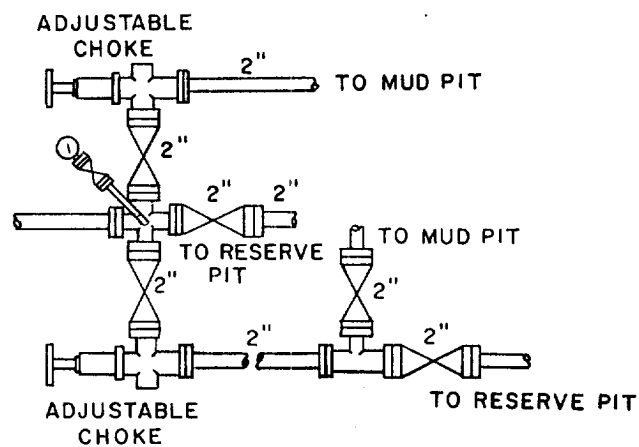 ADJUSTABLE
CHOKE
2"
TO MUD PIT
2"
2"
2"
TO RESERVE
PIT
TO MUD PIT
2"
2"
2"
2"
TO RESERVE PIT
ADJUSTABLE
CHOKE